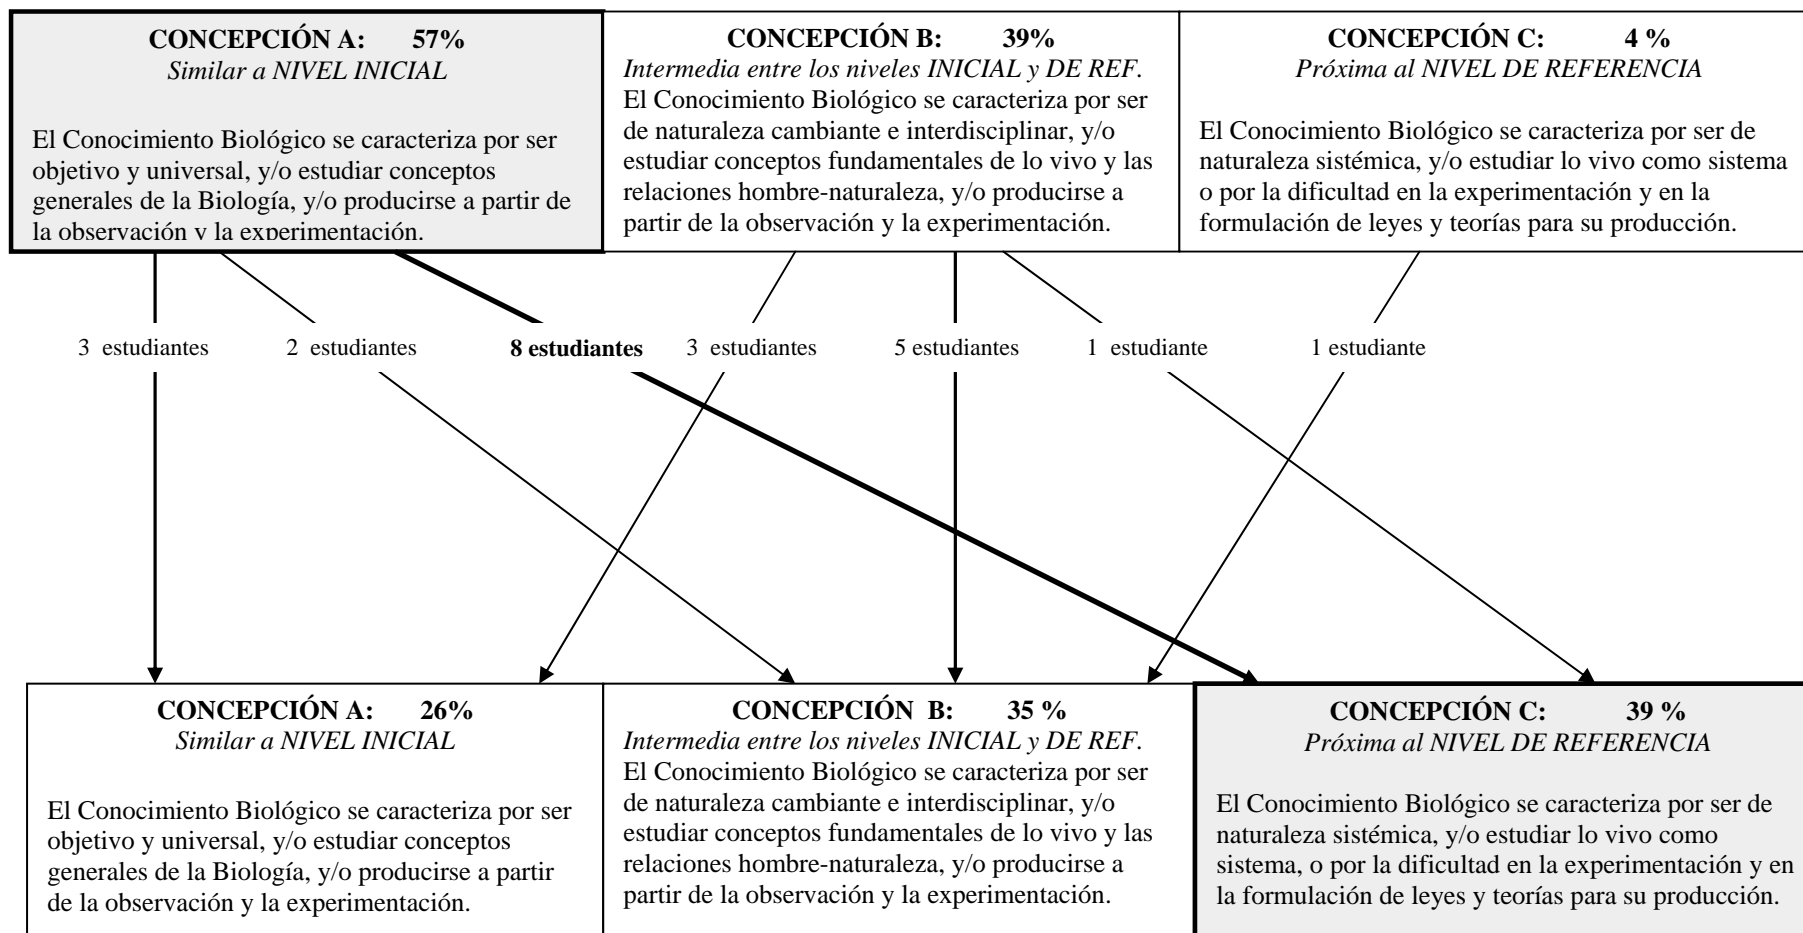 CONCEPCIÓN A: 57%
Similar a NIVEL INICIAL
El Conocimiento Biológico se caracteriza por ser
objetivo y universal, y/o estudiar conceptos
generales de la Biología, y/o producirse a partir de
la observación y la experimentación.
CONCEPCIÓN B: 39%
Intermedia entre los niveles INICIAL y DE REF.
El Conocimiento Biológico se caracteriza por ser
de naturaleza cambiante e interdisciplinar, y/o
estudiar conceptos fundamentales de lo vivo y las
relaciones hombre-naturaleza, y/o producirse a
partir de la observación y la experimentación.
CONCEPCIÓN C: 4 %
Próxima al NIVEL DE REFERENCIA
El Conocimiento Biológico se caracteriza por ser de
naturaleza sistémica, y/o estudiar lo vivo como sistema
o por la dificultad en la experimentación y en la
formulación de leyes y teorías para su producción.
3 estudiantes
2 estudiantes
8 estudiantes
3 estudiantes
5 estudiantes
1 estudiante
1 estudiante
CONCEPCIÓN A: 26%
Similar a NIVEL INICIAL
El Conocimiento Biológico se caracteriza por ser
objetivo y universal, y/o estudiar conceptos
generales de la Biología, y/o producirse a partir
de la observación y la experimentación.
CONCEPCIÓN B: 35 %
Intermedia entre los niveles INICIAL y DE REF.
El Conocimiento Biológico se caracteriza por ser
de naturaleza cambiante e interdisciplinar, y/o
estudiar conceptos fundamentales de lo vivo y las
relaciones hombre-naturaleza, y/o producirse a
partir de la observación y la experimentación.
CONCEPCIÓN C: 39 %
Próxima al NIVEL DE REFERENCIA
El Conocimiento Biológico se caracteriza por ser de
naturaleza sistémica, y/o estudiar lo vivo como
sistema, o por la dificultad en la experimentación y en
la formulación de leyes y teorías para su producción.